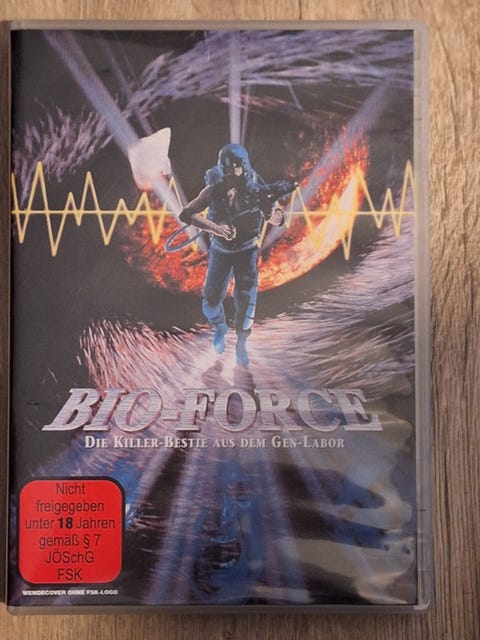 BIO-FORCE
DIE KILLER-BESTIE AUS DEM GEN-LABOR
Nicht
freigegeben
unter 18 Jahren
gemäß § 7
JÖSchG
FSK
WENDECOVER OHNE FSK-LOGO